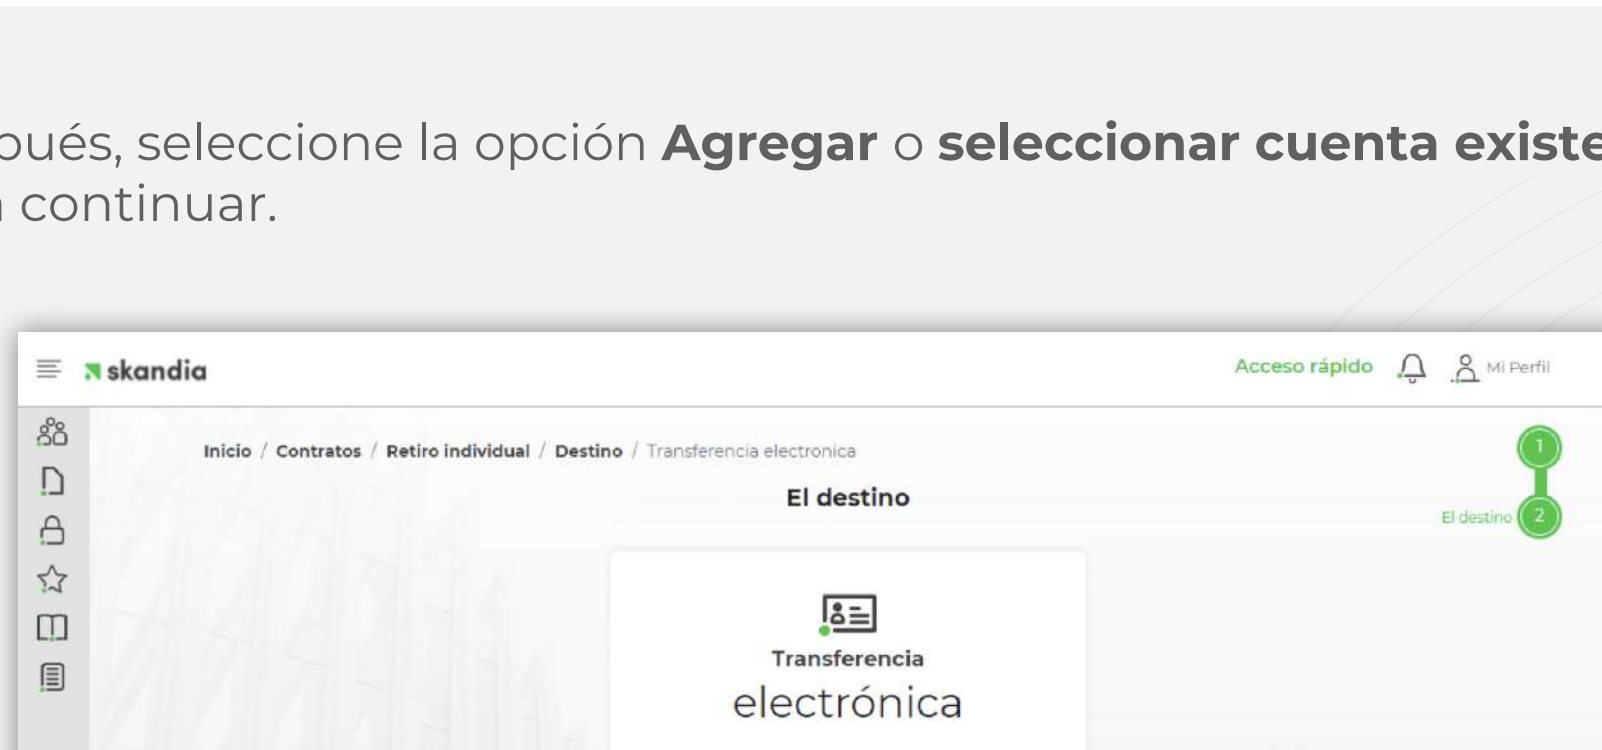 pués, seleccione la opción Agregar o seleccionar cuenta existe
continuar.
skandia
Acceso rápido
Mi Perfil
Inicio / Contratos / Retiro individual / Destino / Transferencia electronica
1
El destino
El destino 2
Transferencia
electrónica